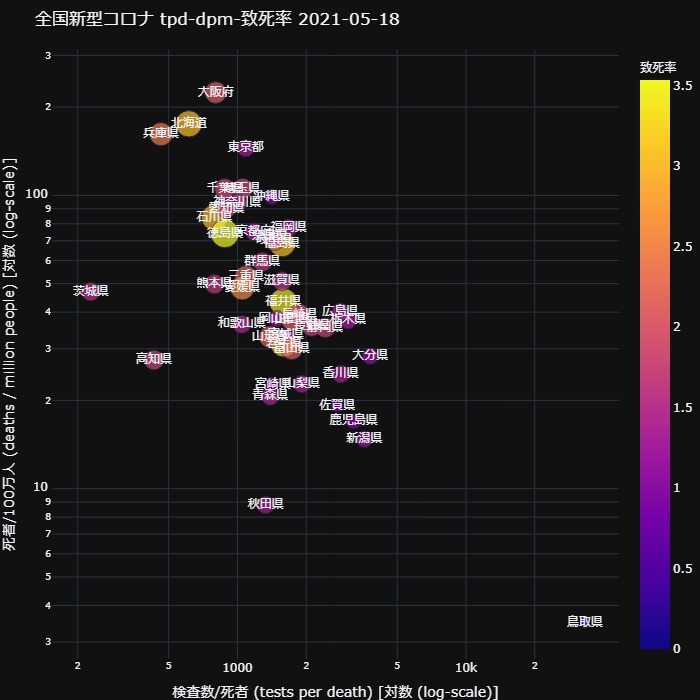 全国新型コロナ tpd-dpm-致死率 2021-05-18
致死率
3.5
3
2.5
2
1.5
1
0.5
0
死者/100万人 (deaths / million people) [対数 (log-scale)]
3
2
100
9
8
7
6
5
4
3
2
10
9
8
7
6
5
4
3
大阪府
北海道
兵庫県
東京都
千葉県
埼玉県
沖縄県
神奈川県
愛知県
石川県
福岡県
徳島県
京都府
群馬県
三重県
滋賀県
熊本県
愛媛県
茨城県
福井県
広島県
岡山県
栃木県
和歌山県
大分県
高知県
香川県
宮崎県
山梨県
青森県
佐賀県
鹿児島県
新潟県
秋田県
鳥取県
2
5
1000
2
5
10k
2
検査数/死者 (tests per death) [対数 (log-scale)]